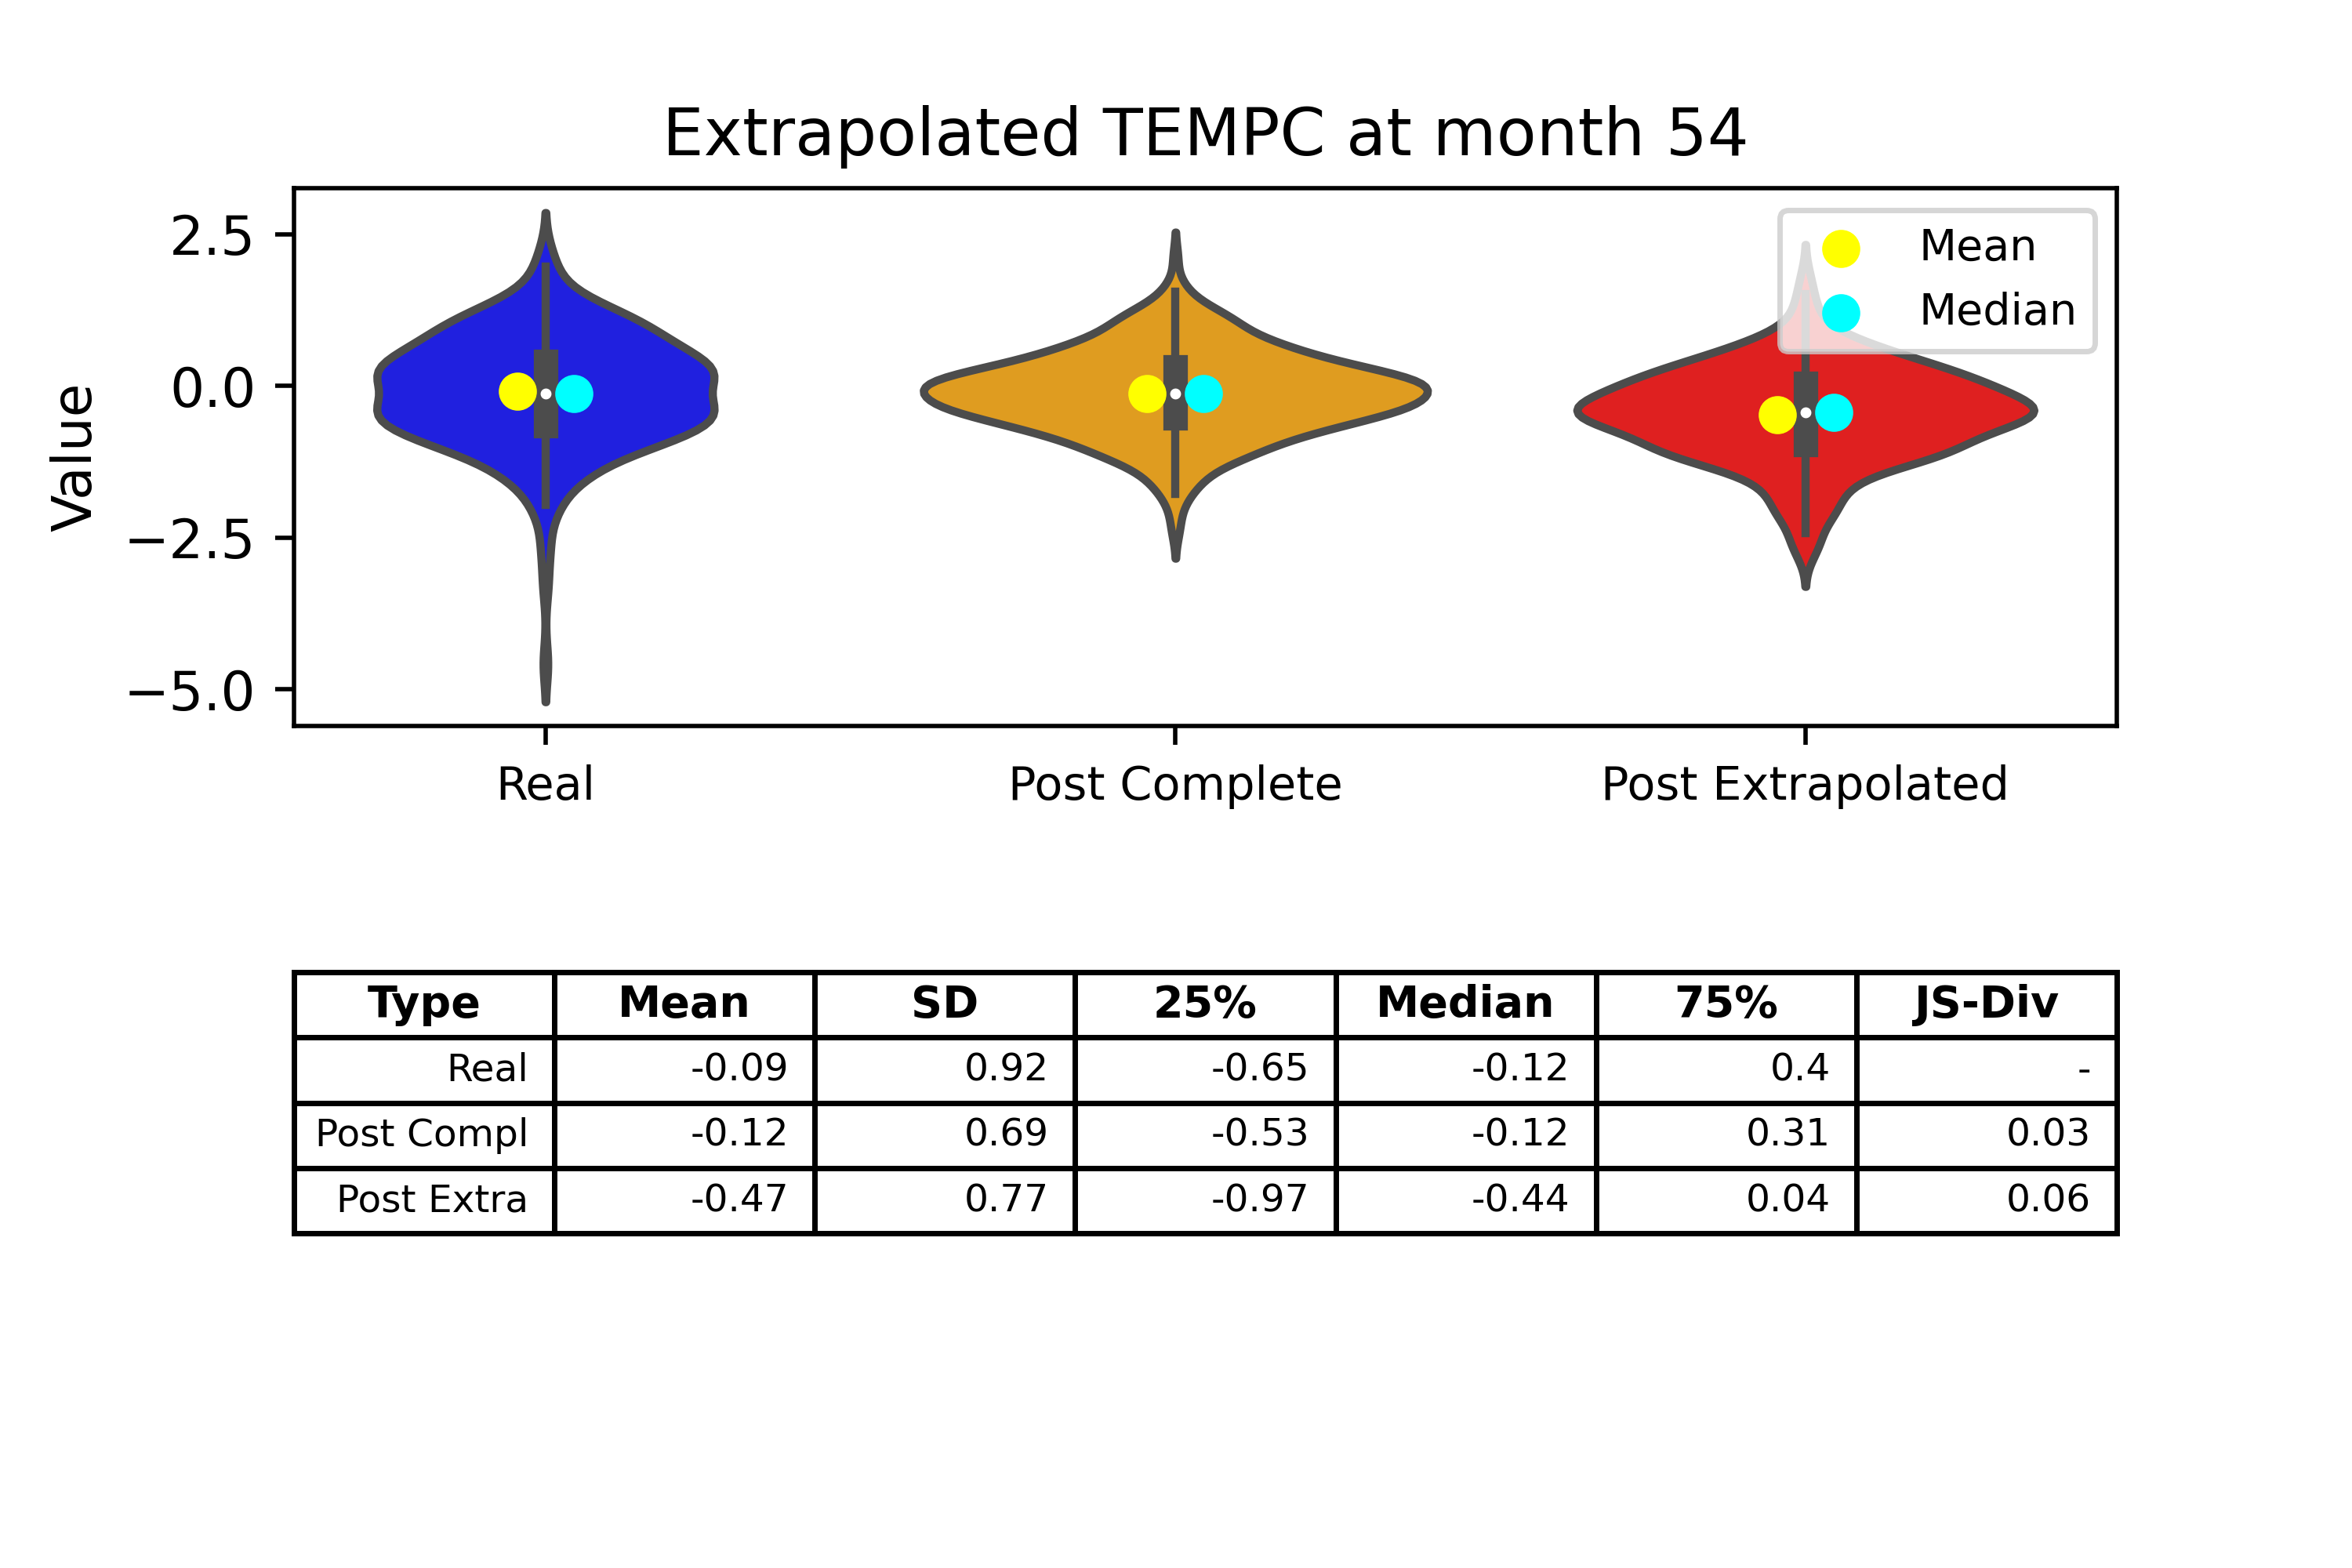 Extrapolated TEMPC at month 54
Value
2.5
0.0
−2.5
−5.0
Mean
Median
Real Post Complete Post Extrapolated
Type Mean SD 25% Median 75% JS-Div
Real -0.09 0.92 -0.65 -0.12 0.4 -
Post Compl -0.12 0.69 -0.53 -0.12 0.31 0.03
Post Extra -0.47 0.77 -0.97 -0.44 0.04 0.06